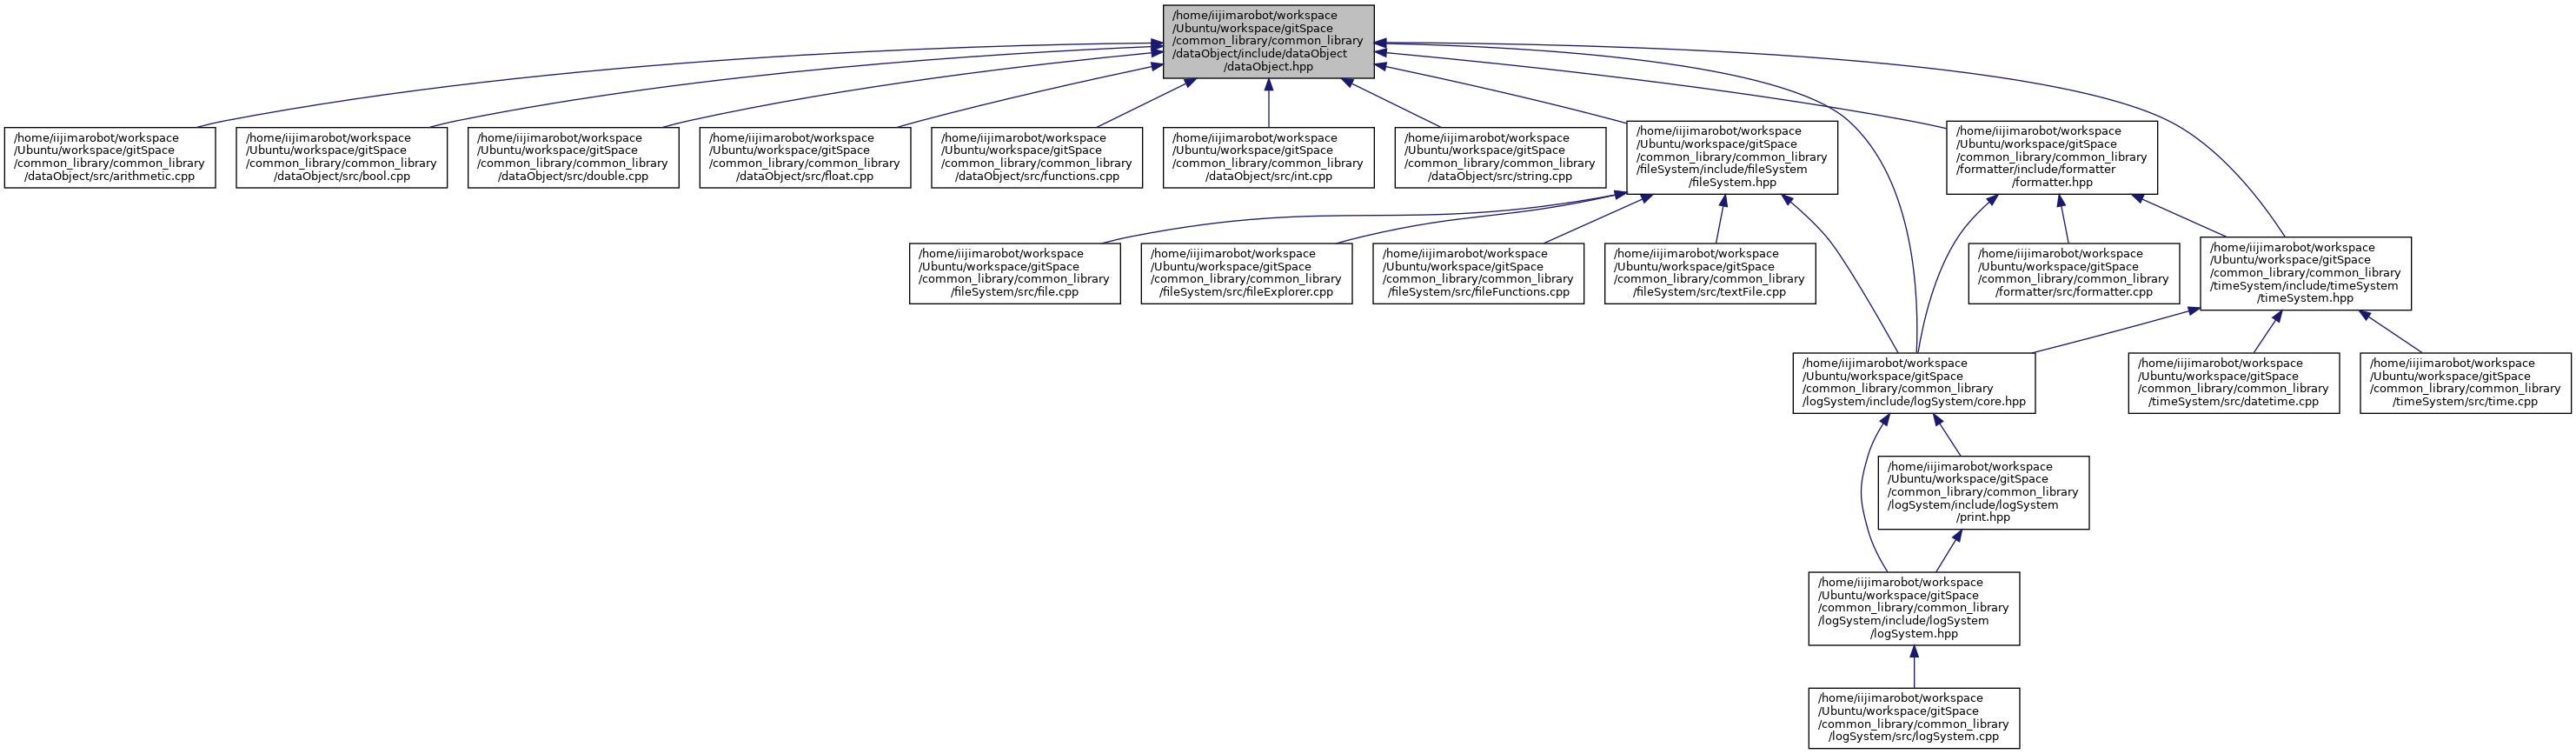 /home/iijimarobot/workspace
/Ubuntu/workspace/gitSpace
/common_library/common_library
/dataObject/include/dataObject
/dataObject.hpp
/home/iijimarobot/workspace
/Ubuntu/workspace/gitSpace
/common_library/common_library
/dataObject/src/arithmetic.cpp
/home/iijimarobot/workspace
/Ubuntu/workspace/gitSpace
/common_library/common_library
/dataObject/src/bool.cpp
/home/iijimarobot/workspace
/Ubuntu/workspace/gitSpace
/common_library/common_library
/dataObject/src/double.cpp
/home/iijimarobot/workspace
/Ubuntu/workspace/gitSpace
/common_library/common_library
/dataObject/src/float.cpp
/home/iijimarobot/workspace
/Ubuntu/workspace/gitSpace
/common_library/common_library
/dataObject/src/functions.cpp
/home/iijimarobot/workspace
/Ubuntu/workspace/gitSpace
/common_library/common_library
/dataObject/src/int.cpp
/home/iijimarobot/workspace
/Ubuntu/workspace/gitSpace
/common_library/common_library
/dataObject/src/string.cpp
/home/iijimarobot/workspace
/Ubuntu/workspace/gitSpace
/common_library/common_library
/fileSystem/include/fileSystem
/fileSystem.hpp
/home/iijimarobot/workspace
/Ubuntu/workspace/gitSpace
/common_library/common_library
/formatter/include/formatter
/formatter.hpp
/home/iijimarobot/workspace
/Ubuntu/workspace/gitSpace
/common_library/common_library
/fileSystem/src/file.cpp
/home/iijimarobot/workspace
/Ubuntu/workspace/gitSpace
/common_library/common_library
/fileSystem/src/fileExplorer.cpp
/home/iijimarobot/workspace
/Ubuntu/workspace/gitSpace
/common_library/common_library
/fileSystem/src/fileFunctions.cpp
/home/iijimarobot/workspace
/Ubuntu/workspace/gitSpace
/common_library/common_library
/fileSystem/src/textFile.cpp
/home/iijimarobot/workspace
/Ubuntu/workspace/gitSpace
/common_library/common_library
/formatter/src/formatter.cpp
/home/iijimarobot/workspace
/Ubuntu/workspace/gitSpace
/common_library/common_library
/timeSystem/include/timeSystem
/timeSystem.hpp
/home/iijimarobot/workspace
/Ubuntu/workspace/gitSpace
/common_library/common_library
/logSystem/include/logSystem/core.hpp
/home/iijimarobot/workspace
/Ubuntu/workspace/gitSpace
/common_library/common_library
/timeSystem/src/datetime.cpp
/home/iijimarobot/workspace
/Ubuntu/workspace/gitSpace
/common_library/common_library
/timeSystem/src/time.cpp
/home/iijimarobot/workspace
/Ubuntu/workspace/gitSpace
/common_library/common_library
/logSystem/include/logSystem
/print.hpp
/home/iijimarobot/workspace
/Ubuntu/workspace/gitSpace
/common_library/common_library
/logSystem/include/logSystem
/logSystem.hpp
/home/iijimarobot/workspace
/Ubuntu/workspace/gitSpace
/common_library/common_library
/logSystem/src/logSystem.cpp